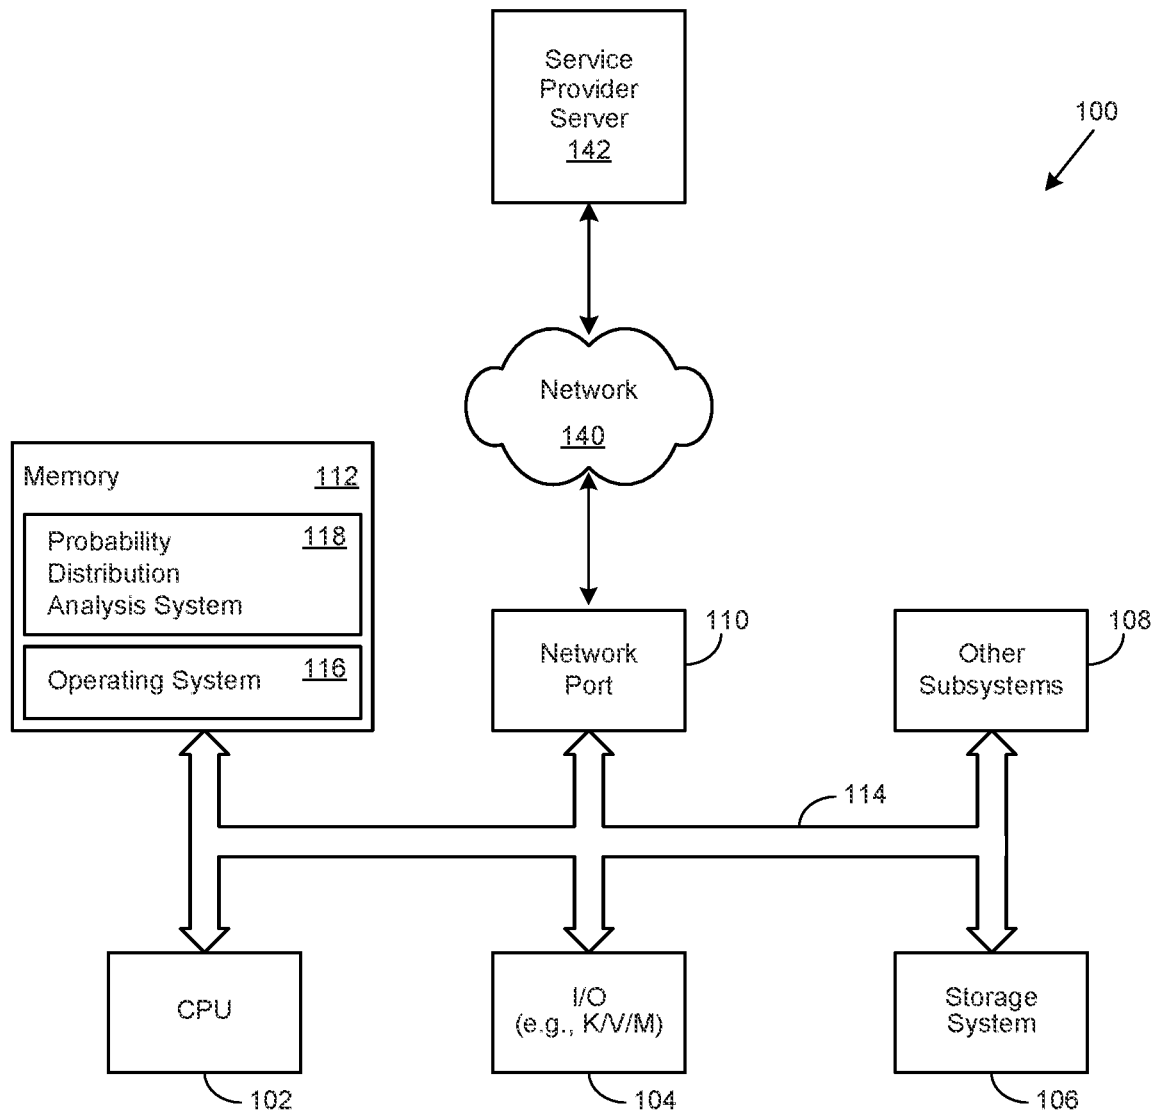 Service
Provider
Server
142
100
Network
140
Memory 112
Probability 118
Distribution
Analysis System
Operating System 116
Network
Port
110
Other
Subsystems
108
114
CPU
102
I/O
(e.g., K/V/M)
104
Storage
System
106